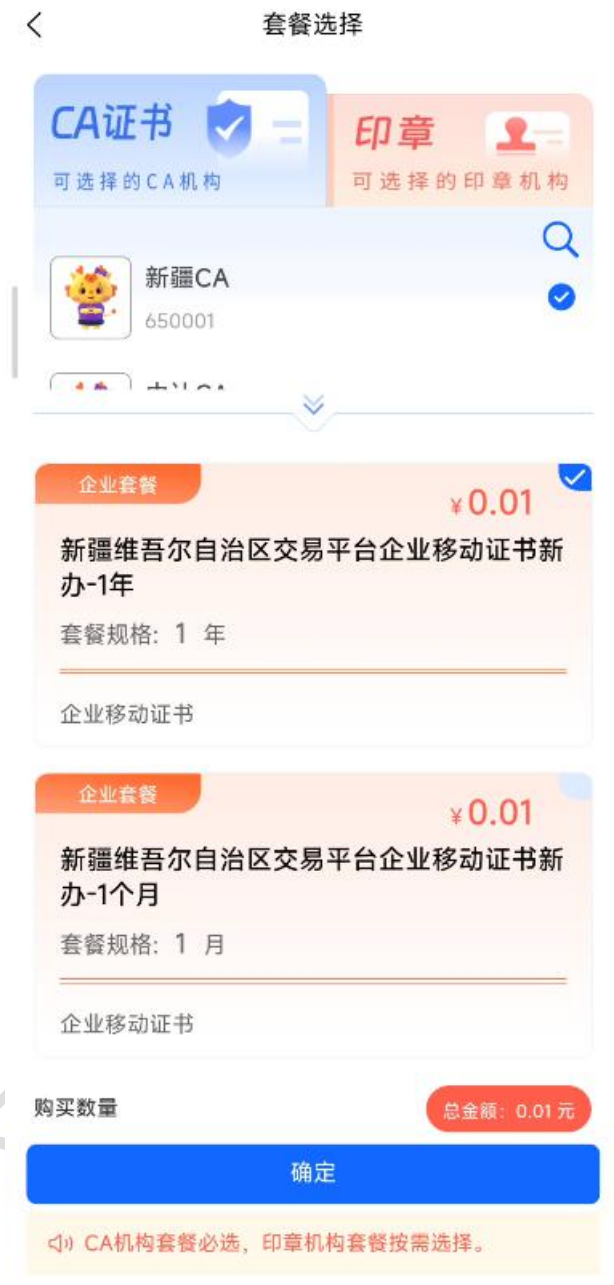 套餐选择
CA证书
可选择的CA机构
印章
可选择的印章机构
新疆CA
650001
企业套餐
¥0.01
新疆维吾尔自治区交易平台企业移动证书新
办-1年
套餐规格: 1 年
企业移动证书
企业套餐
¥0.01
新疆维吾尔自治区交易平台企业移动证书新
办-1个月
套餐规格: 1 月
企业移动证书
购买数量
总金额: 0.01 元
确定
CA机构套餐必选，印章机构套餐按需选择。